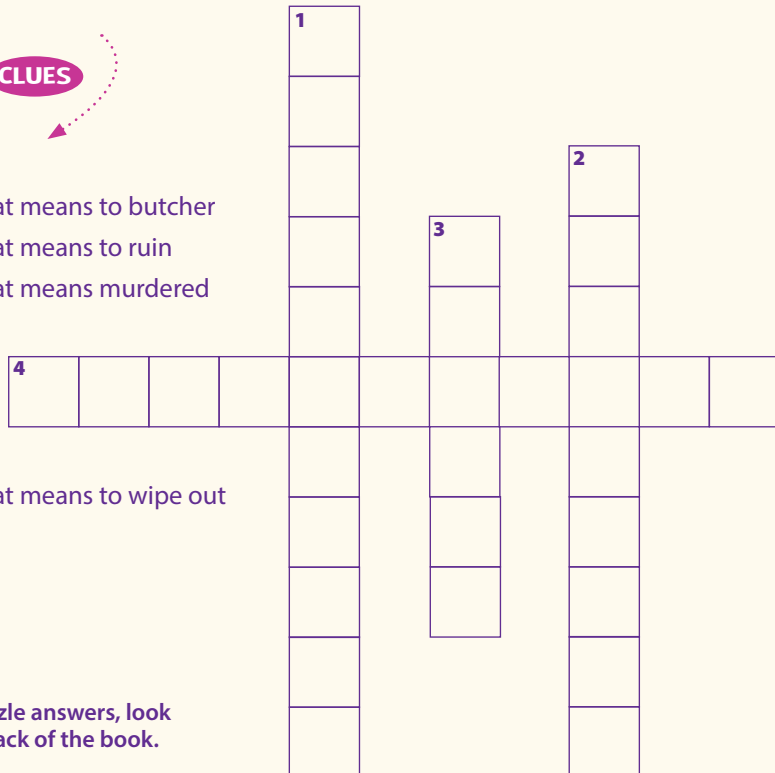 CLUES
at means to butcher
at means to ruin
at means murdered
at means to wipe out
zle answers, look
ack of the book.
1
2
3
4